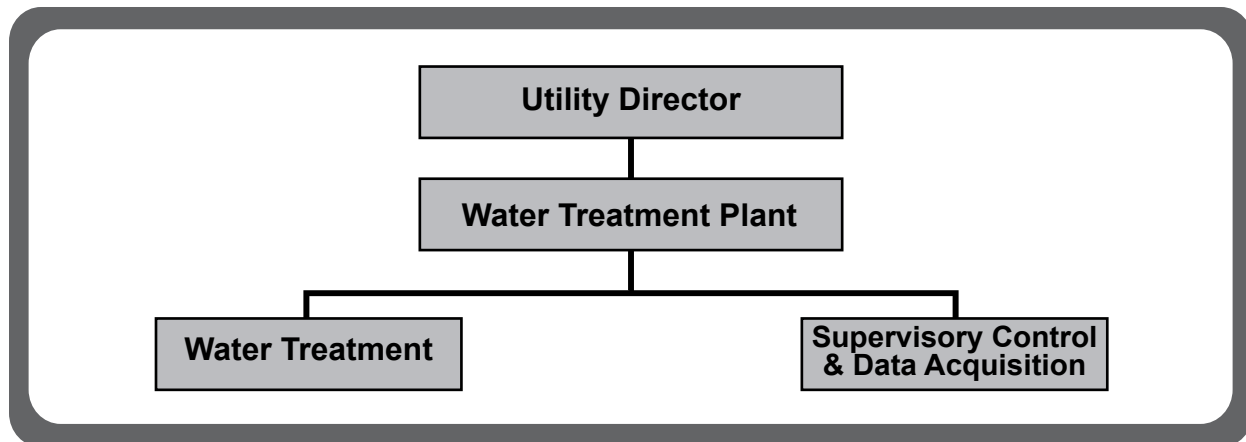 Utility Director
Water Treatment Plant
Water Treatment
Supervisory Control
& Data Acquisition